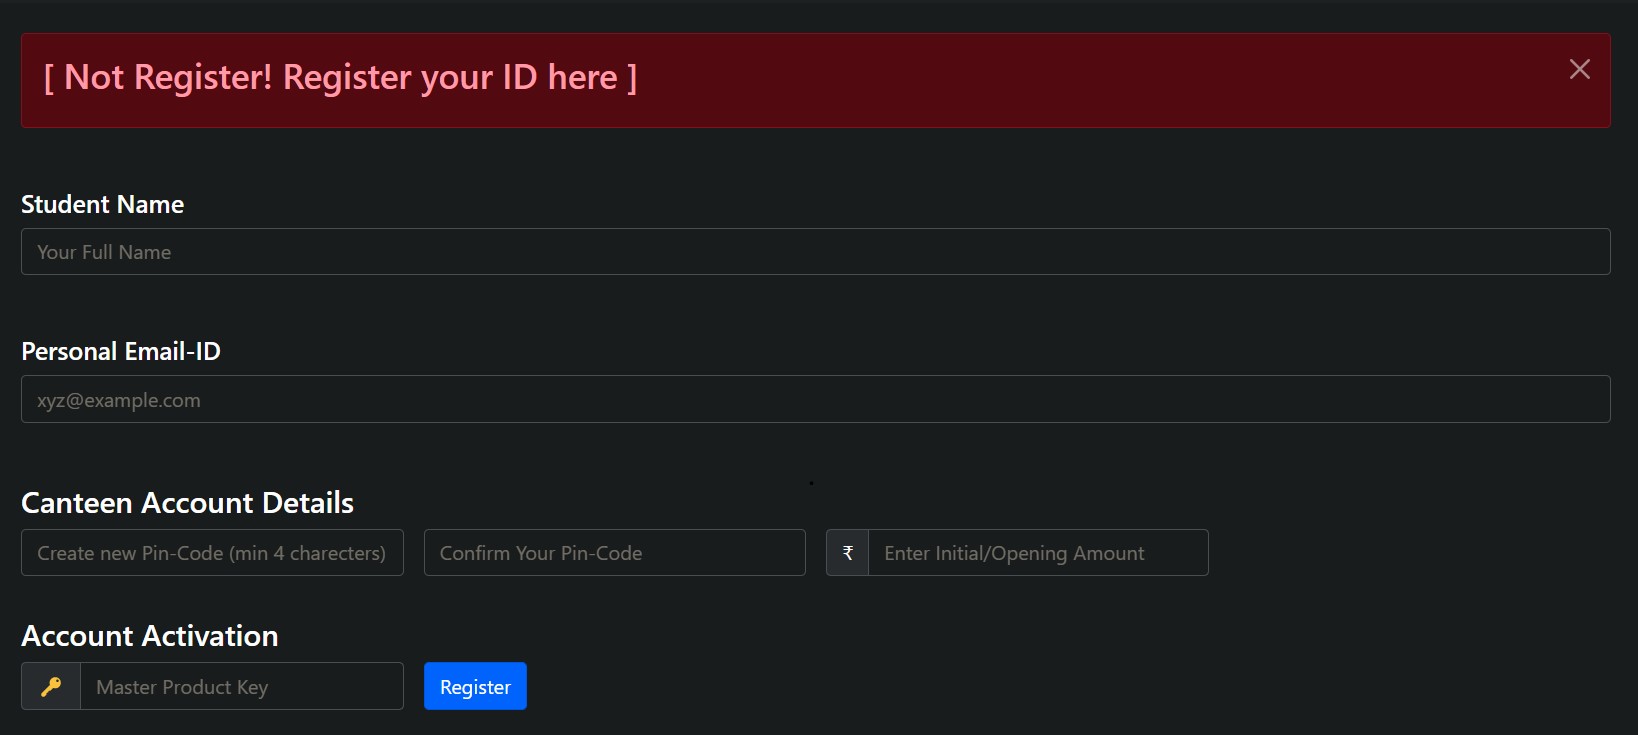 [ Not Register! Register your ID here ]
Student Name
Your Full Name
Personal Email-ID
xyz@example.com
Canteen Account Details
Create new Pin-Code (min 4 charecters) Confirm Your Pin-Code ₹ Enter Initial/Opening Amount
Account Activation
Master Product Key Register